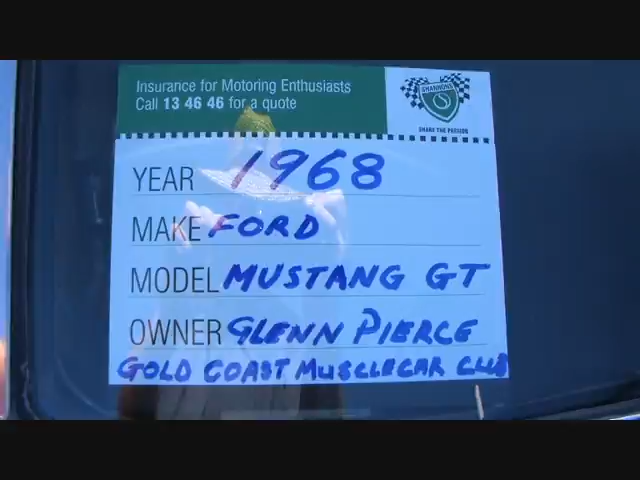 Insurance for Motoring Enthusiasts
Call 13 46 46 for a quote
SHANNONS
SHARE THE PASSION
YEAR 1968
MAKE FORD
MODEL MUSTANG GT
OWNER GLENN PIERCE
GOLD COAST MUSCLECAR CLUB